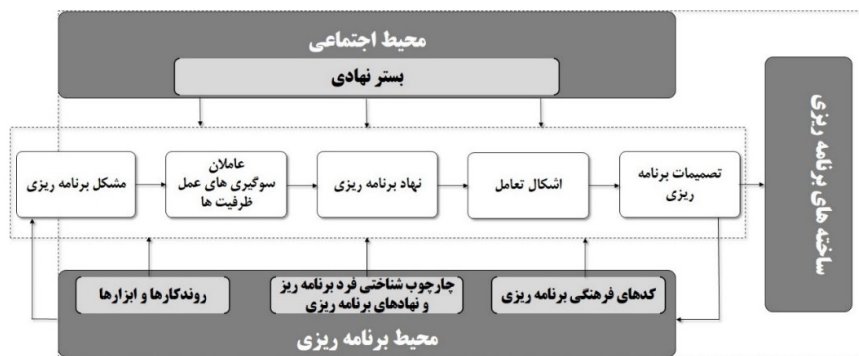 محیط اجتماعی
بستر نهادی
مشکل برنامه ریزی
عاملان
سوگیری های عمل
ظرفیت ها
نهاد برنامه ریزی
اشکال تعامل
تصمیمات برنامه
ریزی
ساخته های برنامه ریزی
روندکارها و ابزارها
چارچوب شناختی فرد برنامه ریز
و نهادهای برنامه ریزی
کدهای فرهنگی برنامه ریزی
محیط برنامه ریزی